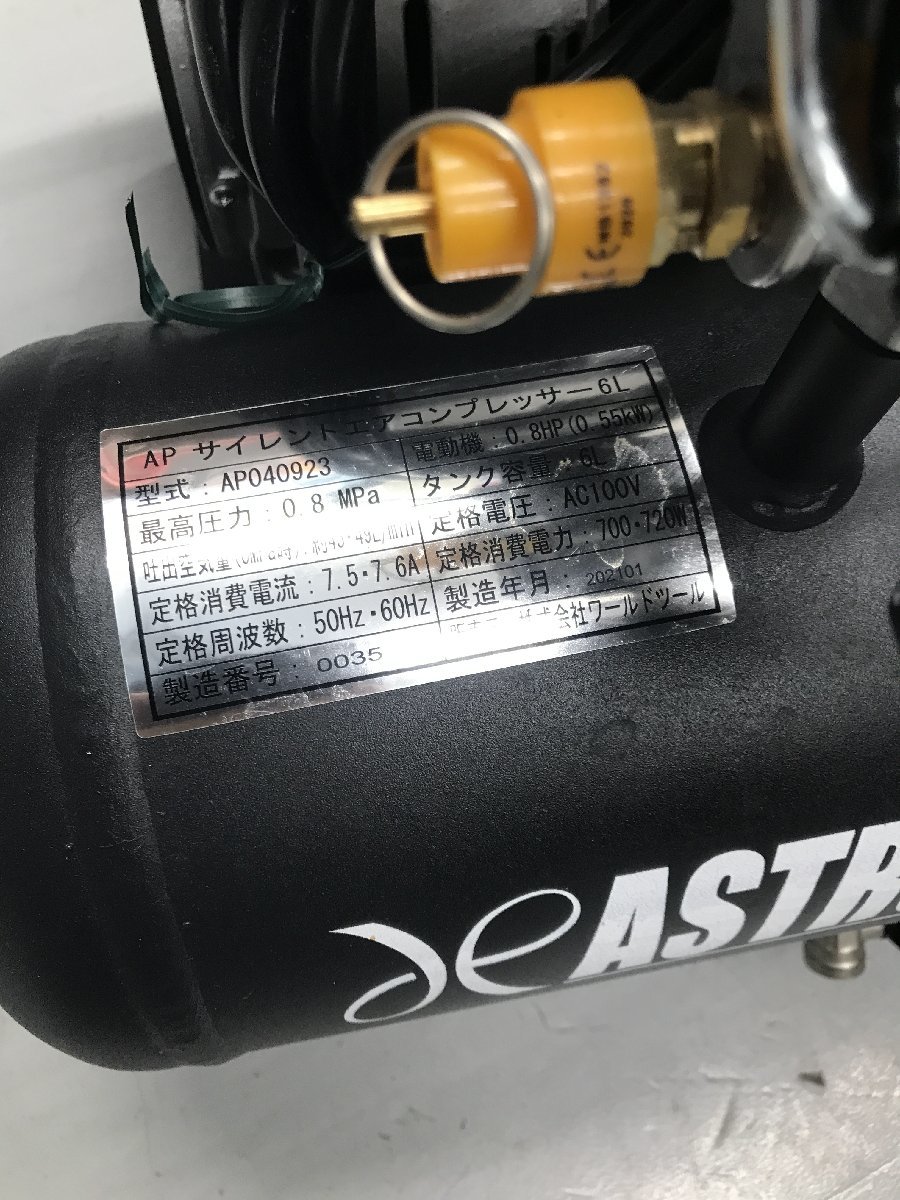 AP サイレントエアコンプレッサー6L
型式：AP040923
電動機：0.8HP(0.55kW)
最高圧力：0.8 MPa
タンク容量：6L
定格電圧：AC100V
定格消費電流：7.5・7.6A
定格消費電力：700・720W
定格周波数：50Hz・60Hz
製造年月：202101
製造番号：0035
株式会社ワールドツール
CE
ASTR